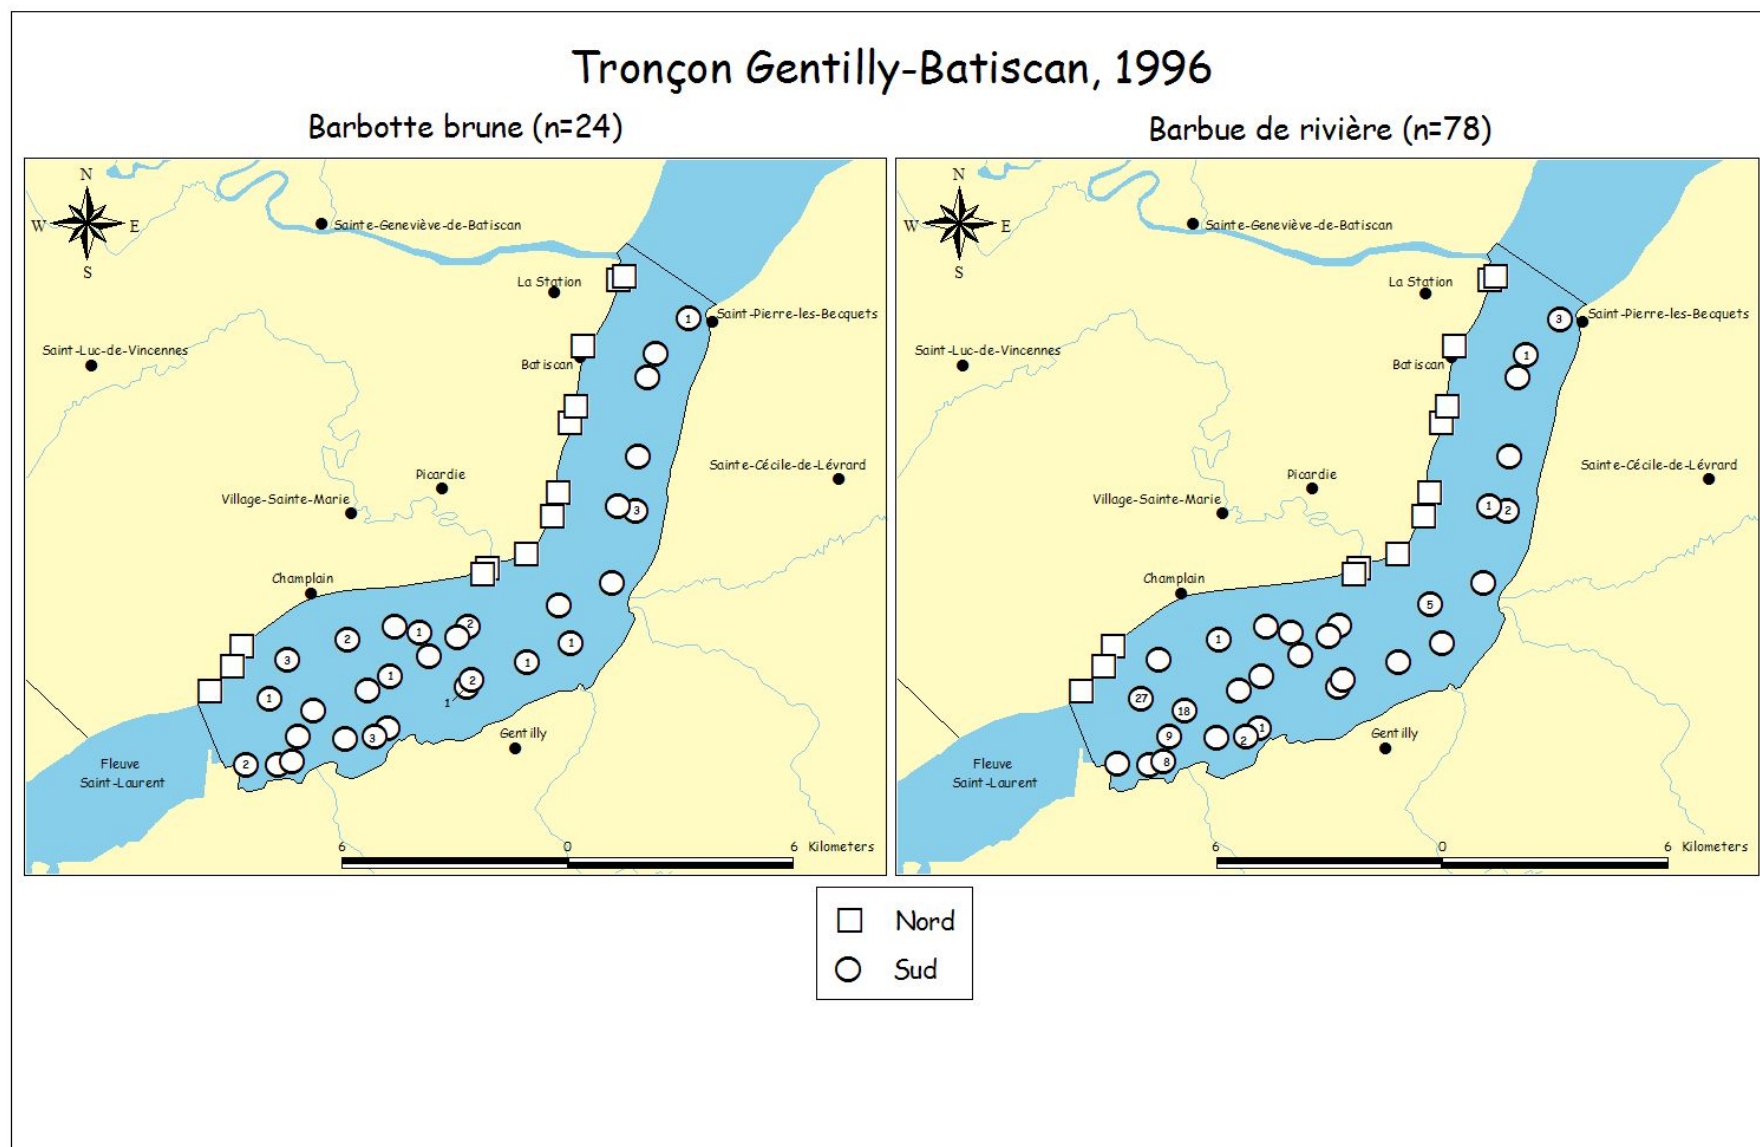 Tronçon Gentilly-Batiscan, 1996
Barbotte brune (n=24)
N
W
E
S
Sainte-Geneviève-de-Batiscan
La Station
1
Saint-Pierre-les-Becquets
Saint-Luc-de-Vincennes
Batiscan
Picardie
Sainte-Cécile-de-Lévrard
Village-Sainte-Marie
3
Champlain
2
1
2
3
1
1
1
2
1
1
3
Gentilly
2
Fleuve
Saint-Laurent
6 0 6 Kilometers
Barbue de rivière (n=78)
N
W
E
S
Sainte-Geneviève-de-Batiscan
La Station
3
Saint-Pierre-les-Becquets
Saint-Luc-de-Vincennes
1
Batiscan
Picardie
Sainte-Cécile-de-Lévrard
Village-Sainte-Marie
1
2
Champlain
5
1
27
18
9
2
1
Gentilly
8
Fleuve
Saint-Laurent
6 0 6 Kilometers
Nord
Sud